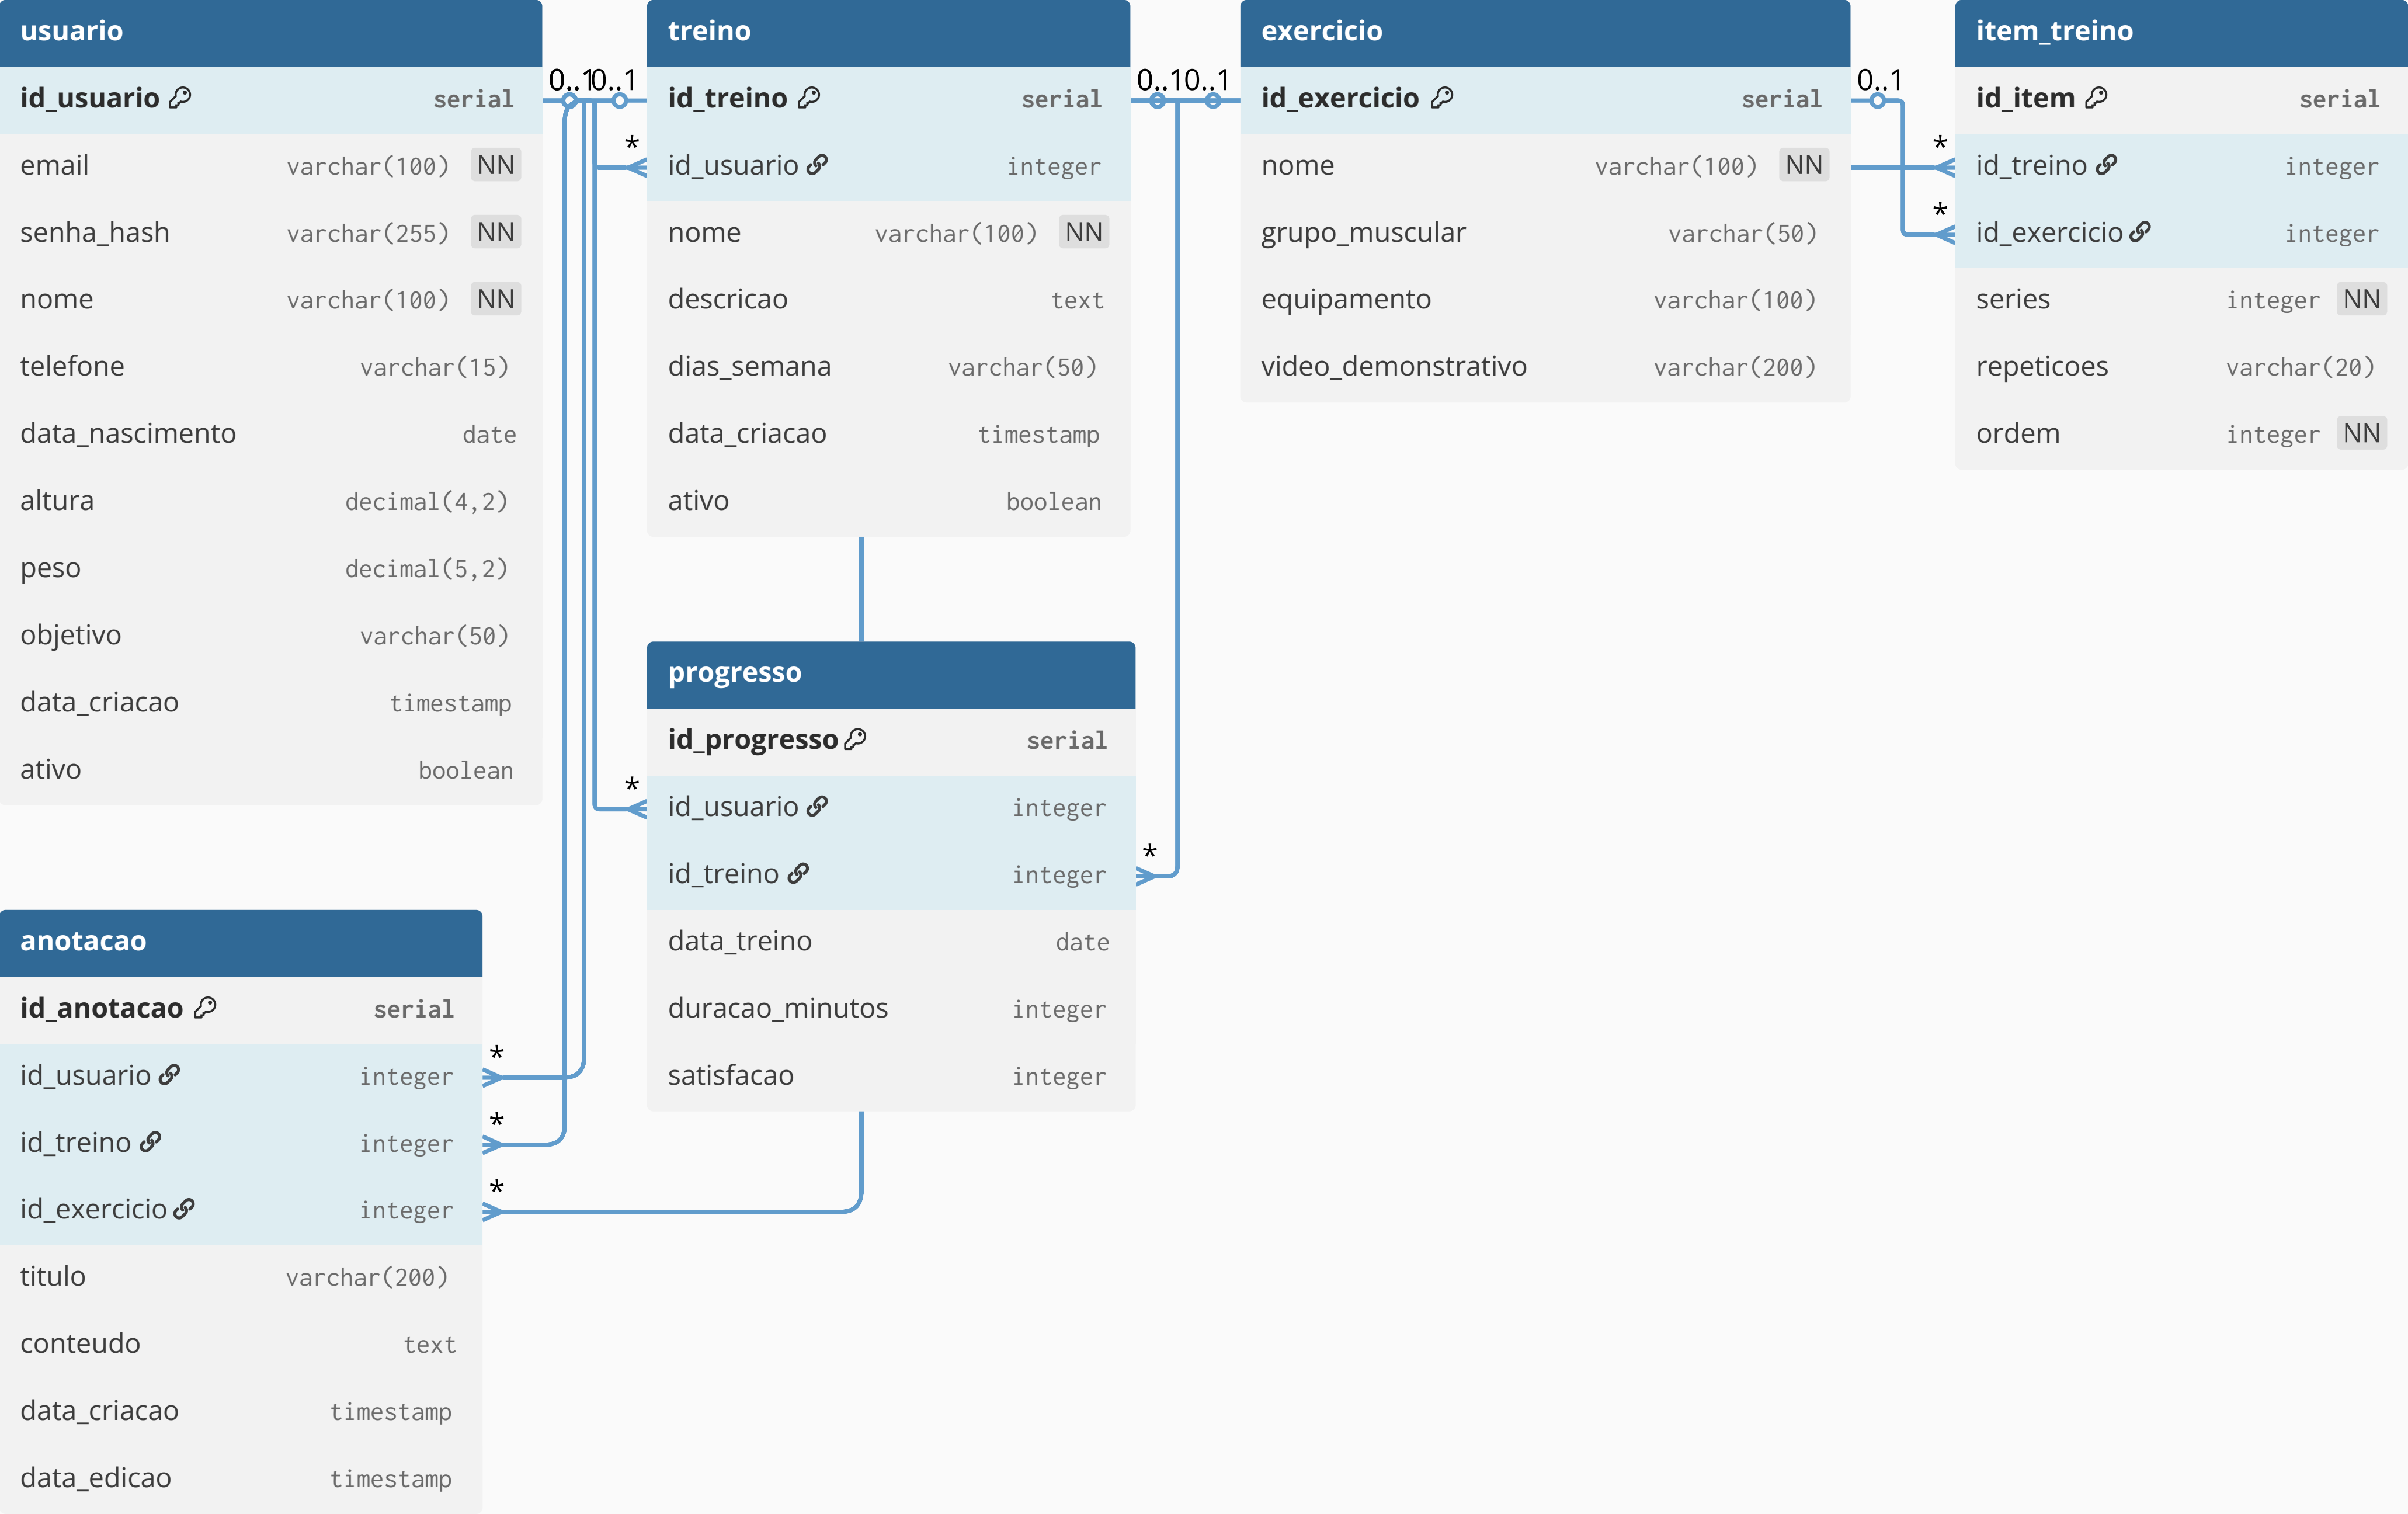 usuario
id_usuario serial
email varchar(100) NN
senha_hash varchar(255) NN
nome varchar(100) NN
telefone varchar(15)
data_nascimento date
altura decimal(4,2)
peso decimal(5,2)
objetivo varchar(50)
data_criacao timestamp
ativo boolean
0..1
0..1
treino
id_treino serial
*
id_usuario integer
nome varchar(100) NN
descricao text
dias_semana varchar(50)
data_criacao timestamp
ativo boolean
0..1
0..1
exercicio
id_exercicio serial
nome varchar(100) NN
grupo_muscular varchar(50)
equipamento varchar(100)
video_demonstrativo varchar(200)
0..1
item_treino
id_item serial
*
id_treino integer
*
id_exercicio integer
series integer NN
repeticoes varchar(20)
ordem integer NN
progresso
id_progresso serial
*
id_usuario integer
*
id_treino integer
data_treino date
duracao_minutos integer
satisfacao integer
anotacao
id_anotacao serial
*
id_usuario integer
*
id_treino integer
*
id_exercicio integer
titulo varchar(200)
conteudo text
data_criacao timestamp
data_edicao timestamp